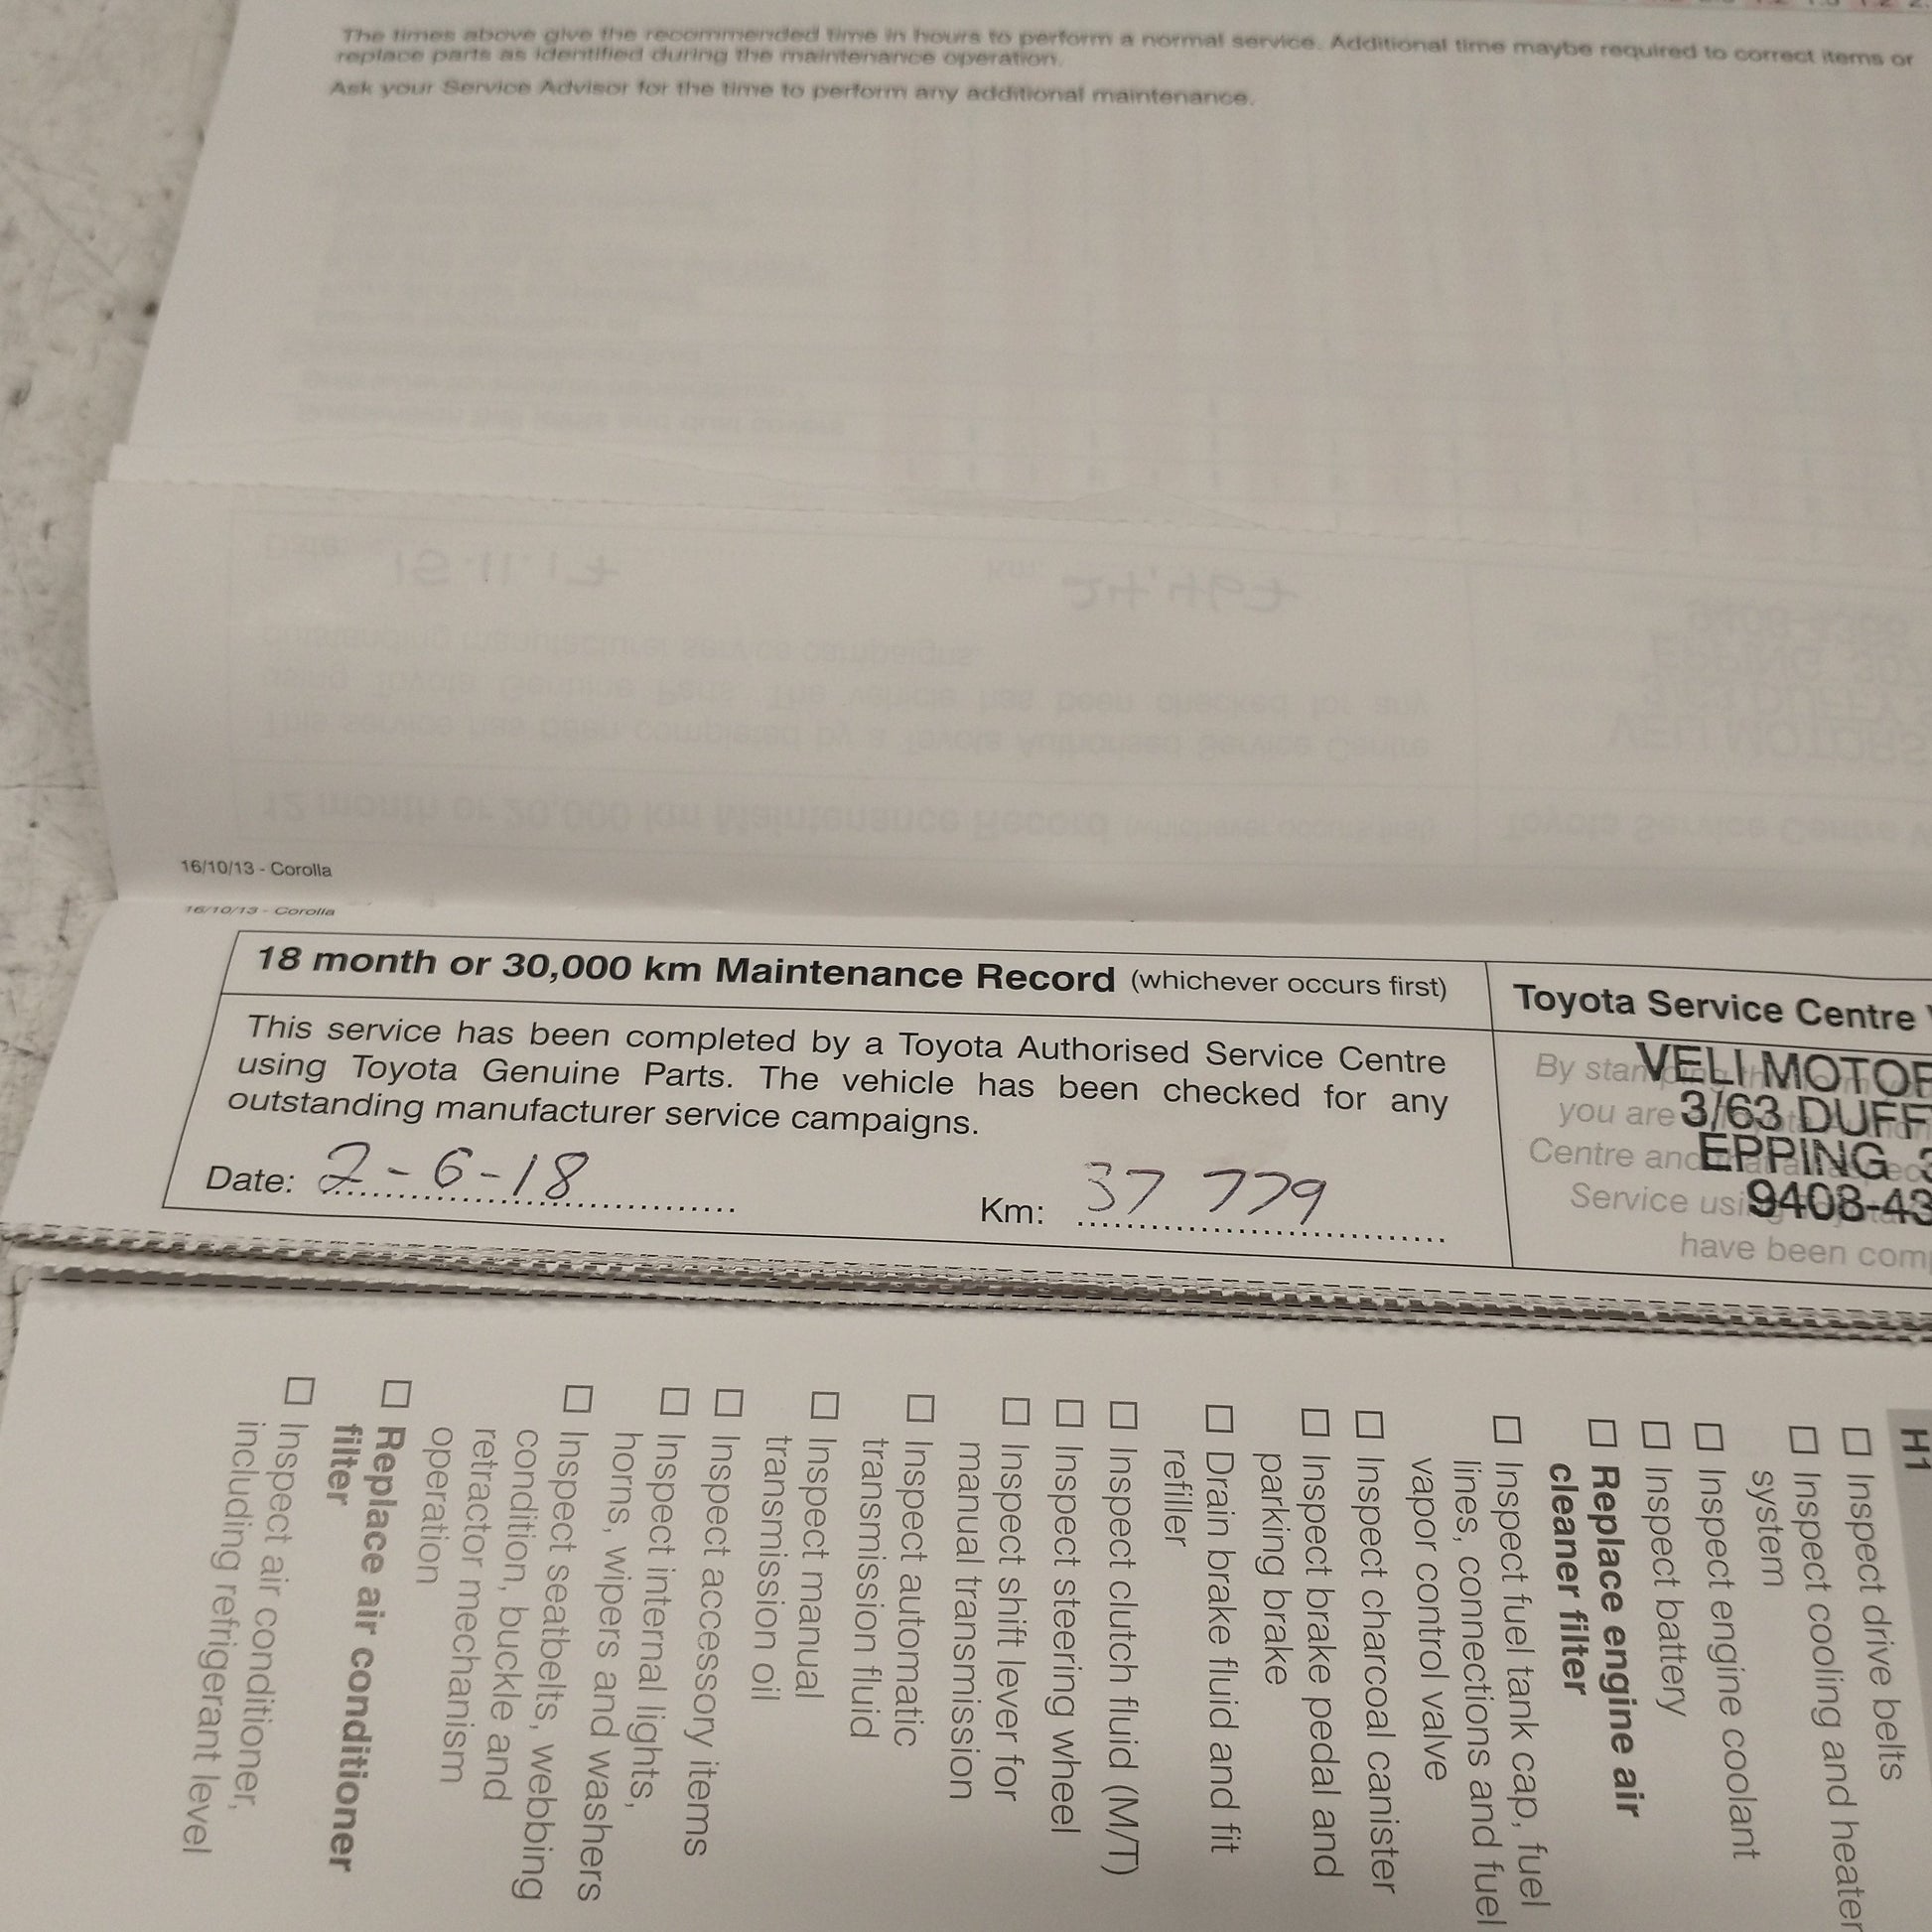 The times above give the recommended time in hours to perform a normal service. Additional time maybe required to correct items or
replace parts as identified during the maintenance operation.
Ask your Service Advisor for the time to perform any additional maintenance.
16/10/13 - Corolla
16/10/13 - Corolla
18 month or 30,000 km Maintenance Record (whichever occurs first)
This service has been completed by a Toyota Authorised Service Centre
using Toyota Genuine Parts. The vehicle has been checked for any
outstanding manufacturer service campaigns.
Date: 2-6-18
Km: 37 779
Toyota Service Centre
By
VELI MOTOR
you are
3/63 DUFF
Centre and
EPPING 3
Service
9408-43
have been
H1
☐ Inspect drive belts
☐ Inspect cooling and heater
system
☐ Inspect engine coolant
☐ Inspect battery
☐ Replace engine air
cleaner filter
☐ Inspect fuel tank cap, fuel
lines, connections and fuel
vapor control valve
☐ Inspect charcoal canister
☐ Inspect brake pedal and
parking brake
☐ Drain brake fluid and fit
refiller
☐ Inspect clutch fluid (M/T)
☐ Inspect steering wheel
☐ Inspect shift lever for
manual transmission
☐ Inspect automatic
transmission fluid
☐ Inspect manual
transmission oil
☐ Inspect accessory items
☐ Inspect internal lights,
horns, wipers and washers
☐ Inspect seatbelts, webbing
condition, buckle and
retractor mechanism
operation
☐ Replace air conditioner
filter
☐ Inspect air conditioner,
including refrigerant level